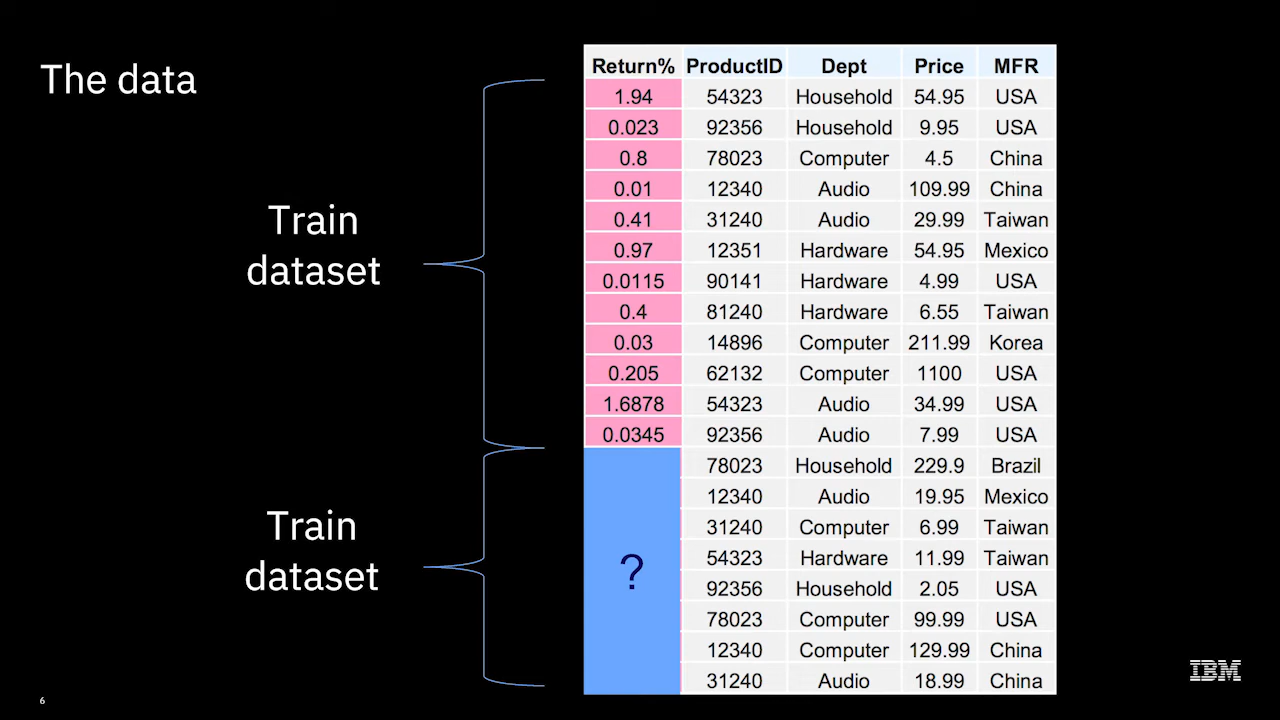 The data
Train
dataset
Train
dataset
Return% ProductID Dept Price MFR
1.94 54323 Household 54.95 USA
0.023 92356 Household 9.95 USA
0.8 78023 Computer 4.5 China
0.01 12340 Audio 109.99 China
0.41 31240 Audio 29.99 Taiwan
0.97 12351 Hardware 54.95 Mexico
0.0115 90141 Hardware 4.99 USA
0.4 81240 Hardware 6.55 Taiwan
0.03 14896 Computer 211.99 Korea
0.205 62132 Computer 1100 USA
1.6878 54323 Audio 34.99 USA
0.0345 92356 Audio 7.99 USA
78023 Household 229.9 Brazil
12340 Audio 19.95 Mexico
31240 Computer 6.99 Taiwan
54323 Hardware 11.99 Taiwan
? 92356 Household 2.05 USA
78023 Computer 99.99 USA
12340 Computer 129.99 China
31240 Audio 18.99 China
IBM
6